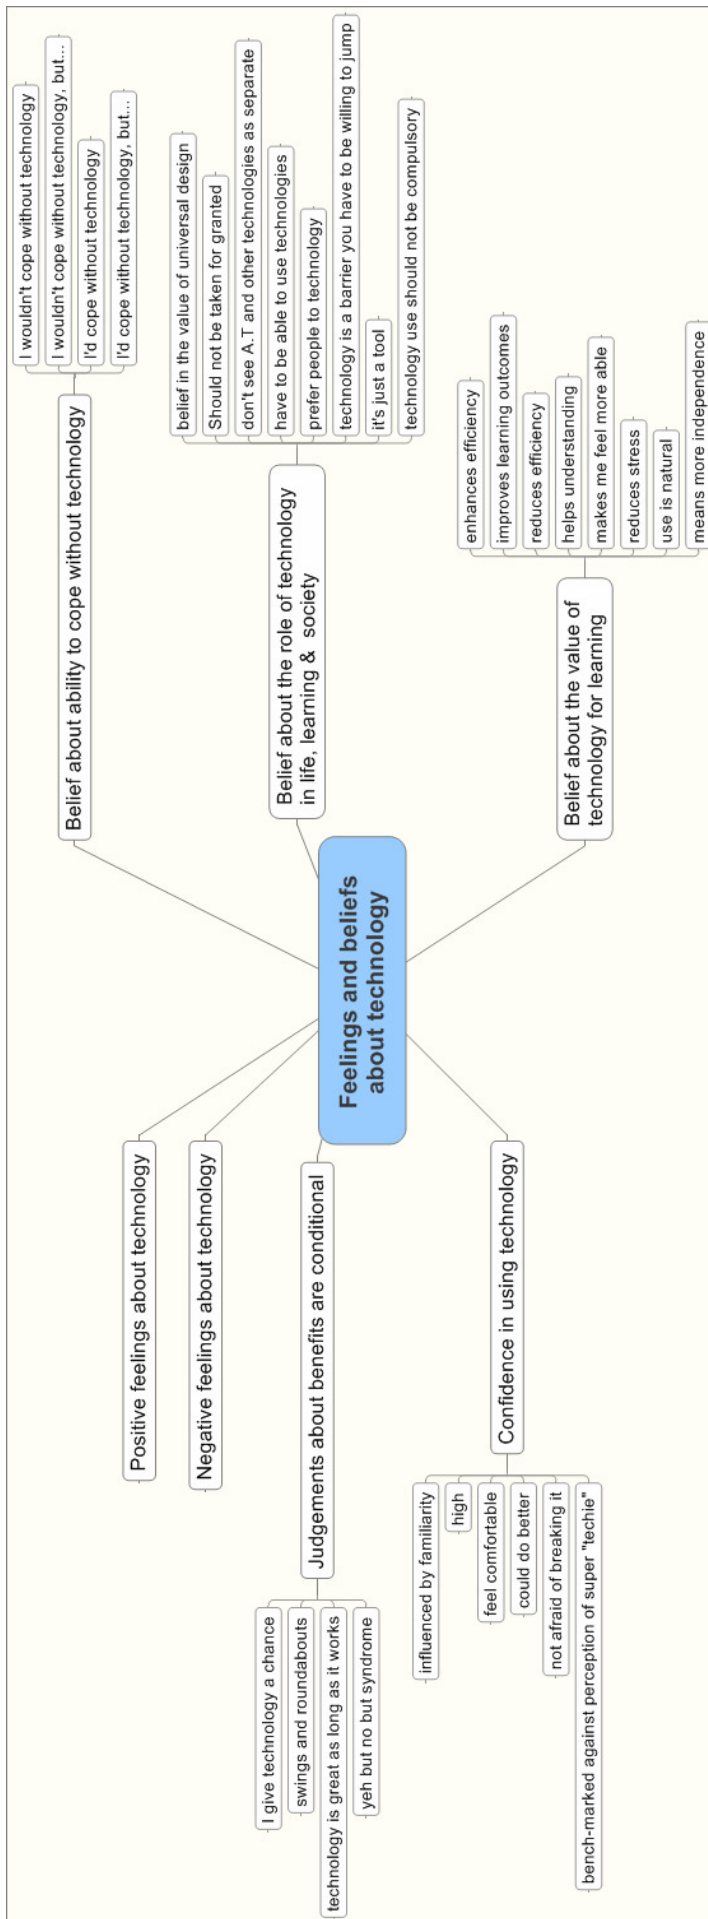 Feelings and beliefs
about technology
Belief about ability to cope without technology
I wouldn't cope without technology
I wouldn't cope without technology, but...
I'd cope without technology
I'd cope without technology, but...
Belief about the role of technology
in life, learning & society
belief in the value of universal design
Should not be taken for granted
don't see A.T and other technologies as separate
have to be able to use technologies
prefer people to technology
technology is a barrier you have to be willing to jump
it's just a tool
technology use should not be compulsory
Belief about the value of
technology for learning
enhances efficiency
improves learning outcomes
reduces efficiency
helps understanding
makes me feel more able
reduces stress
use is natural
means more independence
Positive feelings about technology
Negative feelings about technology
Judgements about benefits are conditional
I give technology a chance
swings and roundabouts
technology is great as long as it works
yeh but no but syndrome
Confidence in using technology
influenced by familiarity
high
feel comfortable
could do better
not afraid of breaking it
bench-marked against perception of super "techie"